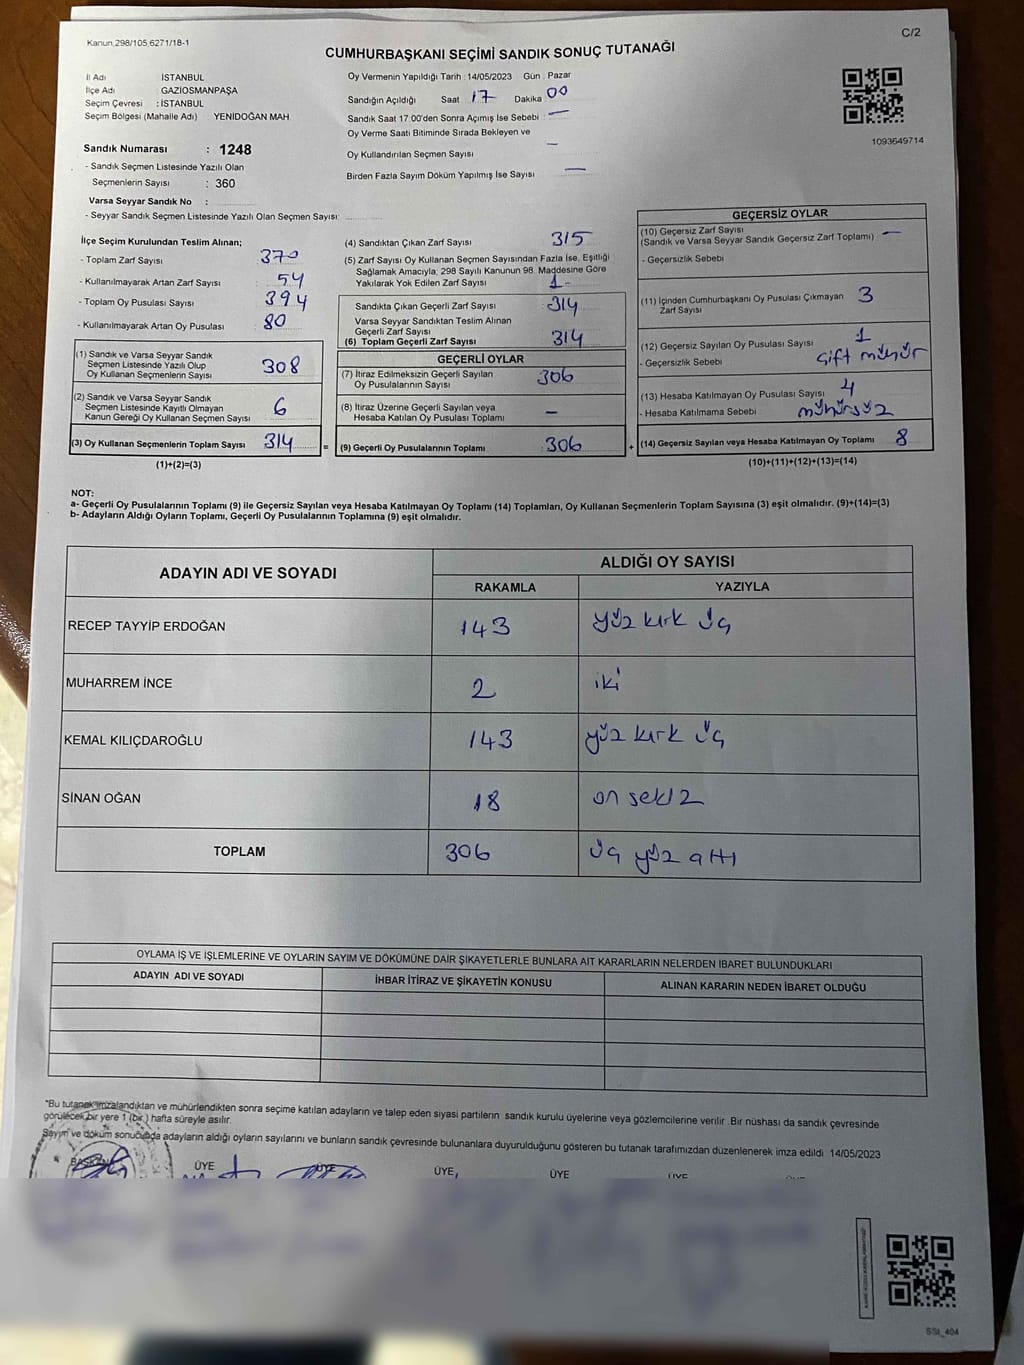 Kanun,298/105,6271/18-1
C/2
CUMHURBAŞKANI SEÇİMİ SANDIK SONUÇ TUTANAĞI
İl Adı : İSTANBUL
İlçe Adı : GAZİOSMANPAŞA
Seçim Çevresi : İSTANBUL
Seçim Bölgesi (Mahalle Adı) YENİDOĞAN MAH.
Sandık Numarası : 1248
- Sandık Seçmen Listesinde Yazılı Olan
Seçmenlerin Sayısı : 360
Varsa Seyyar Sandık No :
- Seyyar Sandık Seçmen Listesinde Yazılı Olan Seçmen Sayısı:
Oy Vermenin Yapıldığı Tarih : 14/05/2023 Gün : Pazar
Sandığın Açıldığı Saat 17 Dakika 00
Sandık Saat 17:00'den Sonra Açımış İse Sebebi : —
Oy Verme Saati Bitiminde Sırada Bekleyen ve
Oy Kullandırılan Seçmen Sayısı —
Birden Fazla Sayım Döküm Yapılmış İse Sayısı —
1093649714
İlçe Seçim Kurulundan Teslim Alınan;
- Toplam Zarf Sayısı : 370
- Kullanılmayarak Artan Zarf Sayısı : 54
- Toplam Oy Pusulası Sayısı : 394
- Kullanılmayarak Artan Oy Pusulası : 80
(1) Sandık ve Varsa Seyyar Sandık
Seçmen Listesinde Yazılı Olup
Oy Kullanan Seçmenlerin Sayısı 308
(2) Sandık ve Varsa Seyyar Sandık
Seçmen Listesinde Kayıtlı Olmayan
Kanun Gereği Oy Kullanan Seçmen Sayısı 6
(3) Oy Kullanan Seçmenlerin Toplam Sayısı 314 =
(1)+(2)=(3)
(4) Sandıktan Çıkan Zarf Sayısı 315
(5) Zarf Sayısı Oy Kullanan Seçmen Sayısından Fazla İse, Eşitliği
Sağlamak Amacıyla, 298 Sayılı Kanunun 98. Maddesine Göre
Yakılarak Yok Edilen Zarf Sayısı 1-
Sandıkta Çıkan Geçerli Zarf Sayısı 314
Varsa Seyyar Sandıktan Teslim Alınan
Geçerli Zarf Sayısı
(6) Toplam Geçerli Zarf Sayısı 314
GEÇERLİ OYLAR
(7) İtiraz Edilmeksizin Geçerli Sayılan
Oy Pusulalarının Sayısı : 306
(8) İtiraz Üzerine Geçerli Sayılan veya
Hesaba Katılan Oy Pusulaları Toplamı : —
(9) Geçerli Oy Pusulalarının Toplamı : 306 +
GEÇERSİZ OYLAR
(10) Geçersiz Zarf Sayısı
(Sandık ve Varsa Seyyar Sandık Geçersiz Zarf Toplamı) —
- Geçersizlik Sebebi
(11) İçinden Cumhurbaşkanı Oy Pusulası Çıkmayan 3
Zarf Sayısı
(12) Geçersiz Sayılan Oy Pusulası Sayısı 1
- Geçersizlik Sebebi : çift mühür
(13) Hesaba Katılmayan Oy Pusulası Sayısı 4
- Hesaba Katılmama Sebebi : mühürsüz
(14) Geçersiz Sayılan veya Hesaba Katılmayan Oy Toplamı 8
(10)+(11)+(12)+(13)=(14)
NOT:
a- Geçerli Oy Pusulalarının Toplamı (9) ile Geçersiz Sayılan veya Hesaba Katılmayan Oy Toplamı (14) Toplamları, Oy Kullanan Seçmenlerin Toplam Sayısına (3) eşit olmalıdır. (9)+(14)=(3)
b- Adayların Aldığı Oyların Toplamı, Geçerli Oy Pusulalarının Toplamına (9) eşit olmalıdır.
ADAYIN ADI VE SOYADI
ALDIĞI OY SAYISI
RAKAMLA YAZIYLA
RECEP TAYYİP ERDOĞAN 143 yüz kırk üç
MUHARREM İNCE 2 iki
KEMAL KILIÇDAROĞLU 143 yüz kırk üç
SİNAN OĞAN 18 on sekiz
TOPLAM 306 üç yüz altı
OYLAMA İŞ VE İŞLEMLERİNE VE OYLARIN SAYIM VE DÖKÜMÜNE DAİR ŞİKAYETLERLE BUNLARA AİT KARARLARIN NELERDEN İBARET BULUNDUKLARI
ADAYIN ADI VE SOYADI İHBAR İTİRAZ VE ŞİKAYETİN KONUSU ALINAN KARARIN NEDEN İBARET OLDUĞU
*Bu tutanak imzalandıktan ve mühürlendikten sonra seçime katılan adayların ve talep eden siyasi partilerin sandık kurulu üyelerine veya gözlemcilerine verilir. Bir nüshası da sandık çevresinde
görülecek bir yere 1 (bir ) hafta süreyle asılır.
Sayım ve döküm sonucunda adayların aldığı oyların sayılarını ve bunların sandık çevresinde bulunanlara duyurulduğunu gösteren bu tutanak tarafımızdan düzenlenerek imza edildi 14/05/2023
BAŞKAN ÜYE ÜYE ÜYE ÜYE ÜYE
SSI_404